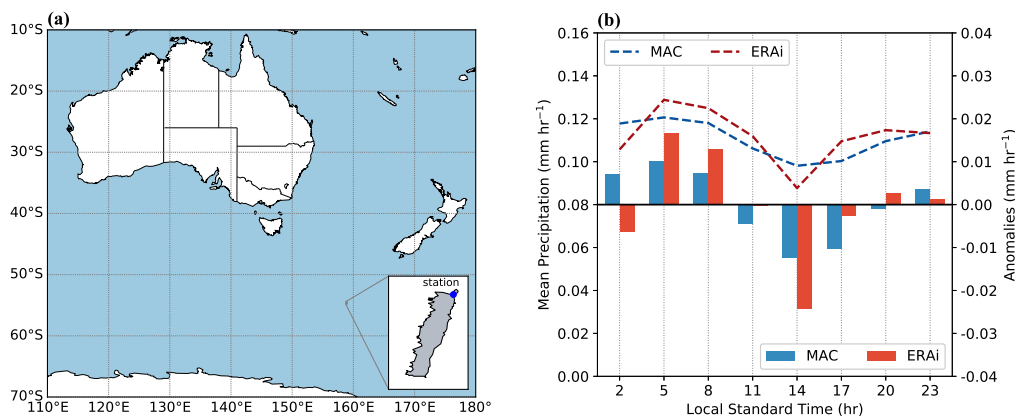 (a)
10°S
20°S
30°S
40°S
50°S
60°S
70°S
110°E 120°E 130°E 140°E 150°E 160°E 170°E 180°
station
(b)
0.16
0.14
0.12
0.10
0.08
0.06
0.04
0.02
0.00
Mean Precipitation (mm hr⁻¹)
MAC ERAi
MAC ERAi
2 5 8 11 14 17 20 23
Local Standard Time (hr)
0.04
0.03
0.02
0.01
0.00
-0.01
-0.02
-0.03
-0.04
Anomalies (mm hr⁻¹)